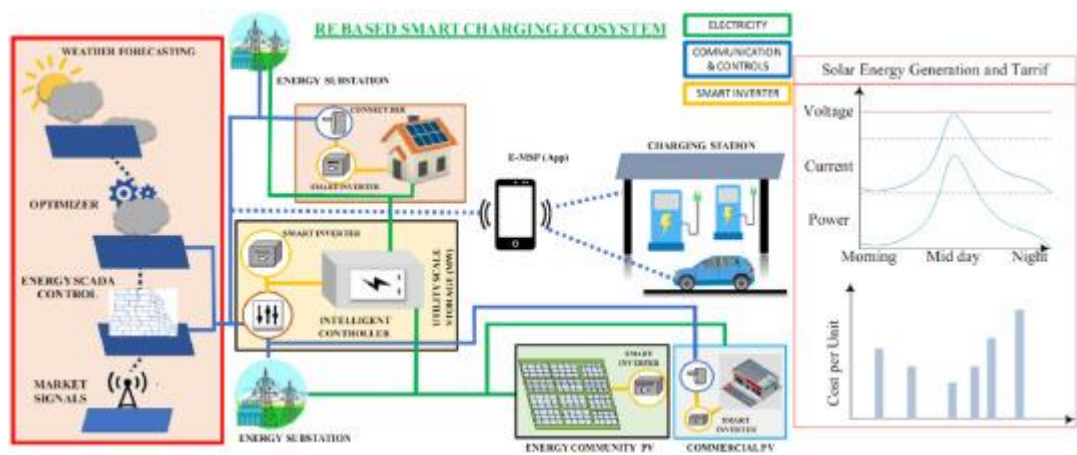 RE BASED SMART CHARGING ECOSYSTEM
ELECTRICITY
COMMUNICATION
& CONTROLS
SMART INVERTER
WEATHER FORECASTING
OPTIMIZER
ENERGY SCADA
CONTROL
MARKET
SIGNALS
ENERGY SUBSTATION
CONNECT DER
SMART INVERTER
SMART INVERTER
INTELLIGENT
CONTROLLER
UTILITY SCALE
STORAGE
E-MSP (App)
CHARGING STATION
ENERGY SUBSTATION
SMART
INVERTER
ENERGY COMMUNITY PV
SMART
INVERTER
COMMERCIAL PV
Solar Energy Generation and Tarrif
Voltage
Current
Power
Morning
Mid day
Night
Cost per Unit